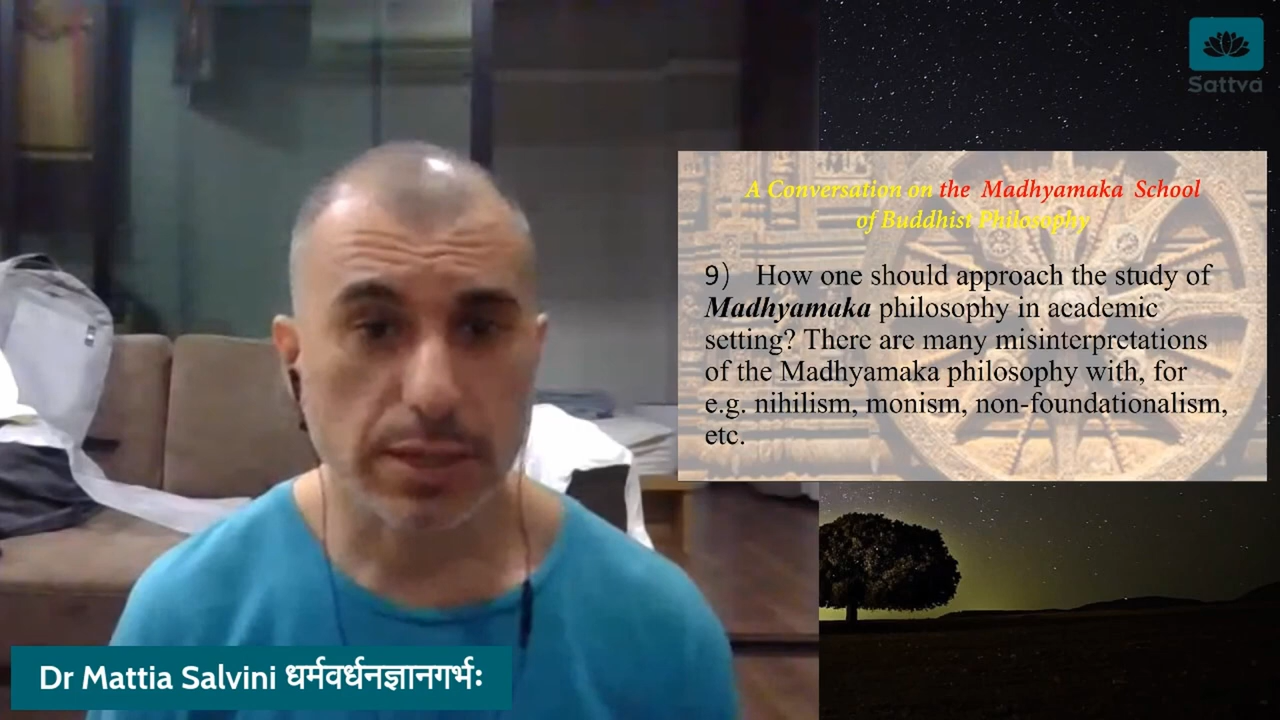 Sattva
A Conversation on the Madhyamaka School
of Buddhist Philosophy
9) How one should approach the study of
Madhyamaka philosophy in academic
setting? There are many misinterpretations
of the Madhyamaka philosophy with, for
e.g. nihilism, monism, non-foundationalism,
etc.
Dr Mattia Salvini धर्मवर्धनज्ञानगर्भः